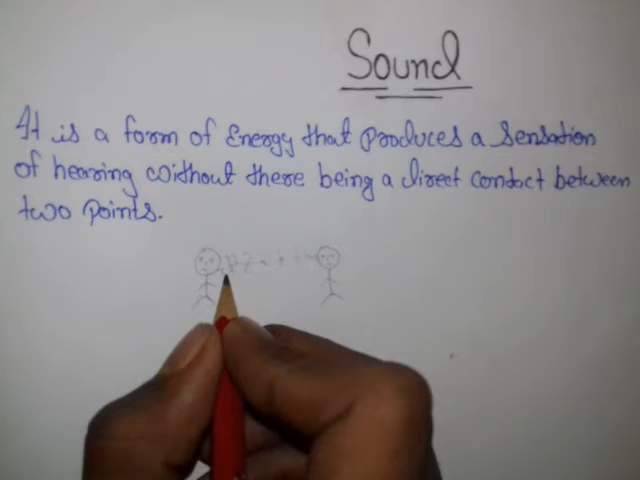 Sound
It is a form of Energy that produces a sensation
of hearing without there being a direct contact between
two points.